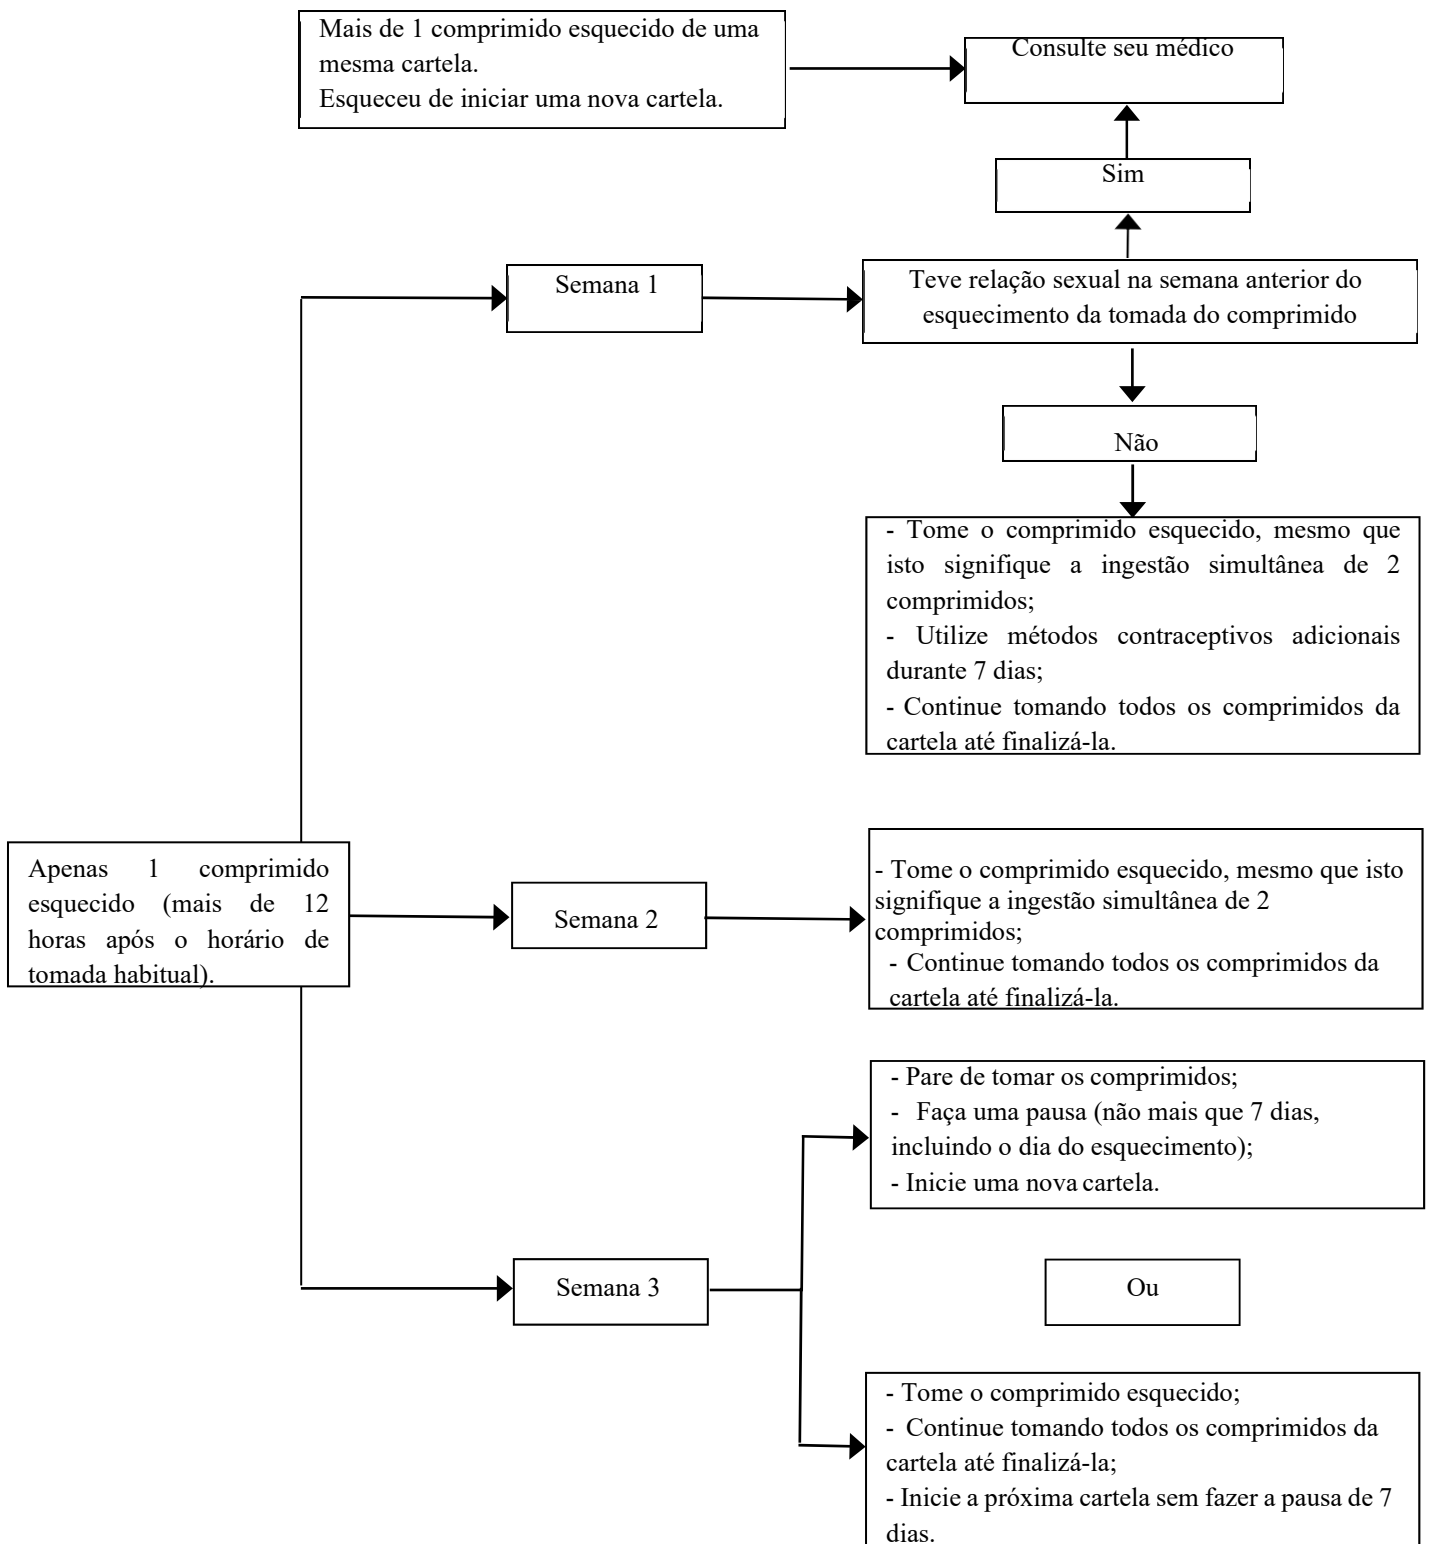 Mais de 1 comprimido esquecido de uma
mesma cartela.
Esqueceu de iniciar uma nova cartela.
Consulte seu médico
Sim
Semana 1
Teve relação sexual na semana anterior do
esquecimento da tomada do comprimido
Não
- Tome o comprimido esquecido, mesmo que
isto signifique a ingestão simultânea de 2
comprimidos;
- Utilize métodos contraceptivos adicionais
durante 7 dias;
- Continue tomando todos os comprimidos da
cartela até finalizá-la.
Apenas 1 comprimido
esquecido (mais de 12
horas após o horário de
tomada habitual).
Semana 2
- Tome o comprimido esquecido, mesmo que isto
signifique a ingestão simultânea de 2
comprimidos;
- Continue tomando todos os comprimidos da
cartela até finalizá-la.
- Pare de tomar os comprimidos;
- Faça uma pausa (não mais que 7 dias,
incluindo o dia do esquecimento);
- Inicie uma nova cartela.
Semana 3
Ou
- Tome o comprimido esquecido;
- Continue tomando todos os comprimidos da
cartela até finalizá-la;
- Inicie a próxima cartela sem fazer a pausa de 7
dias.